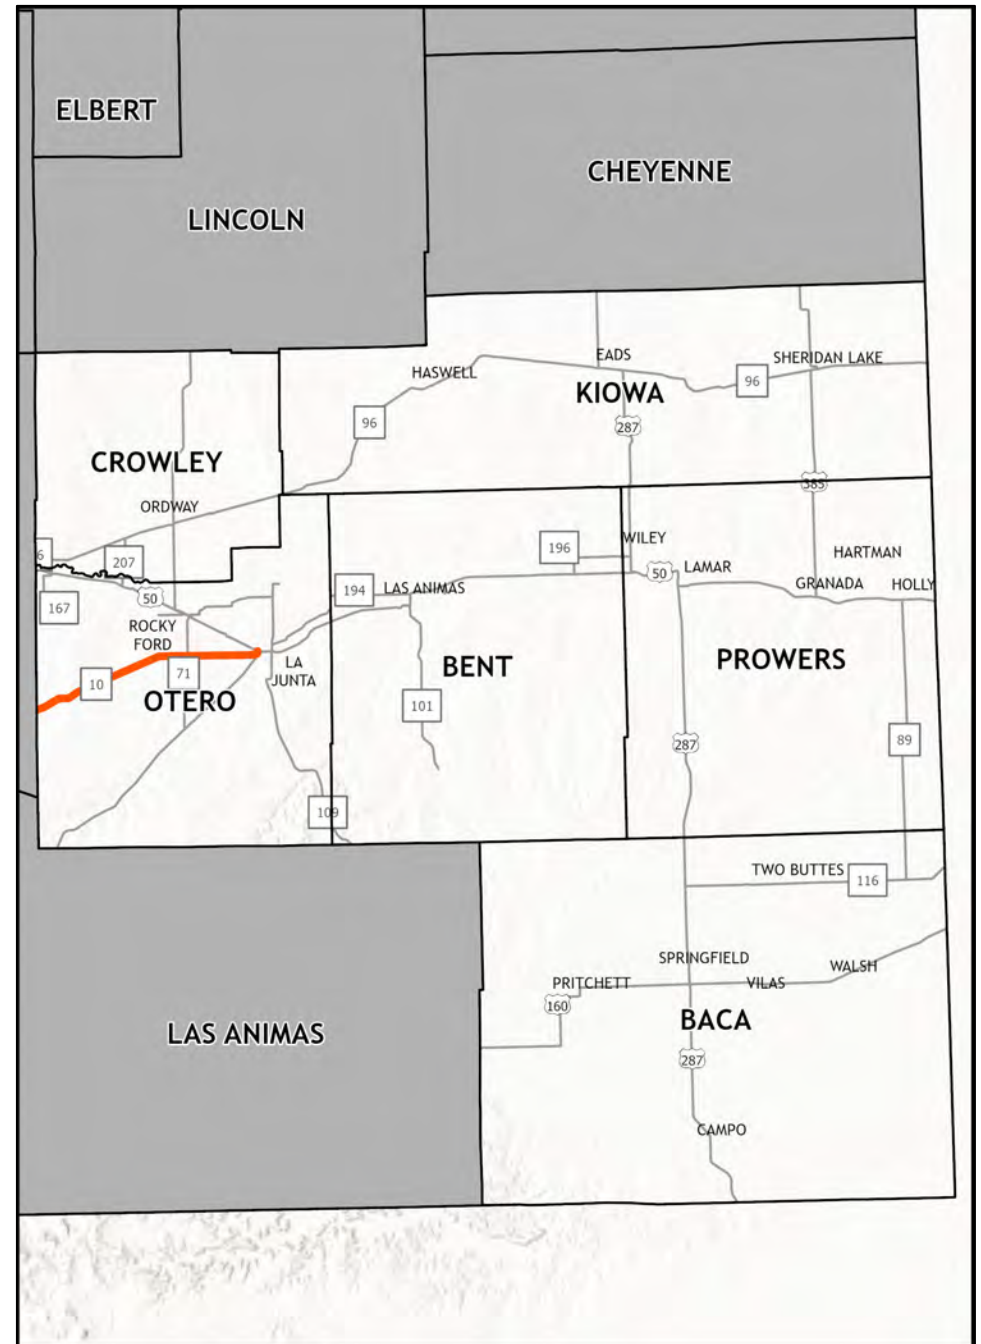 ELBERT
CHEYENNE
LINCOLN
EADS
SHERIDAN LAKE
HASWELL
96
KIOWA
96
287
CROWLEY
385
ORDWAY
WILEY
196
HARTMAN
6
207
LAMAR
50
GRANADA
HOLLY
194
LAS ANIMAS
50
167
ROCKY
FORD
LA
JUNTA
BENT
PROWERS
71
10
OTERO
101
89
287
109
TWO BUTTES
116
SPRINGFIELD
WALSH
PRITCHETT
VILAS
160
BACA
LAS ANIMAS
287
CAMPO